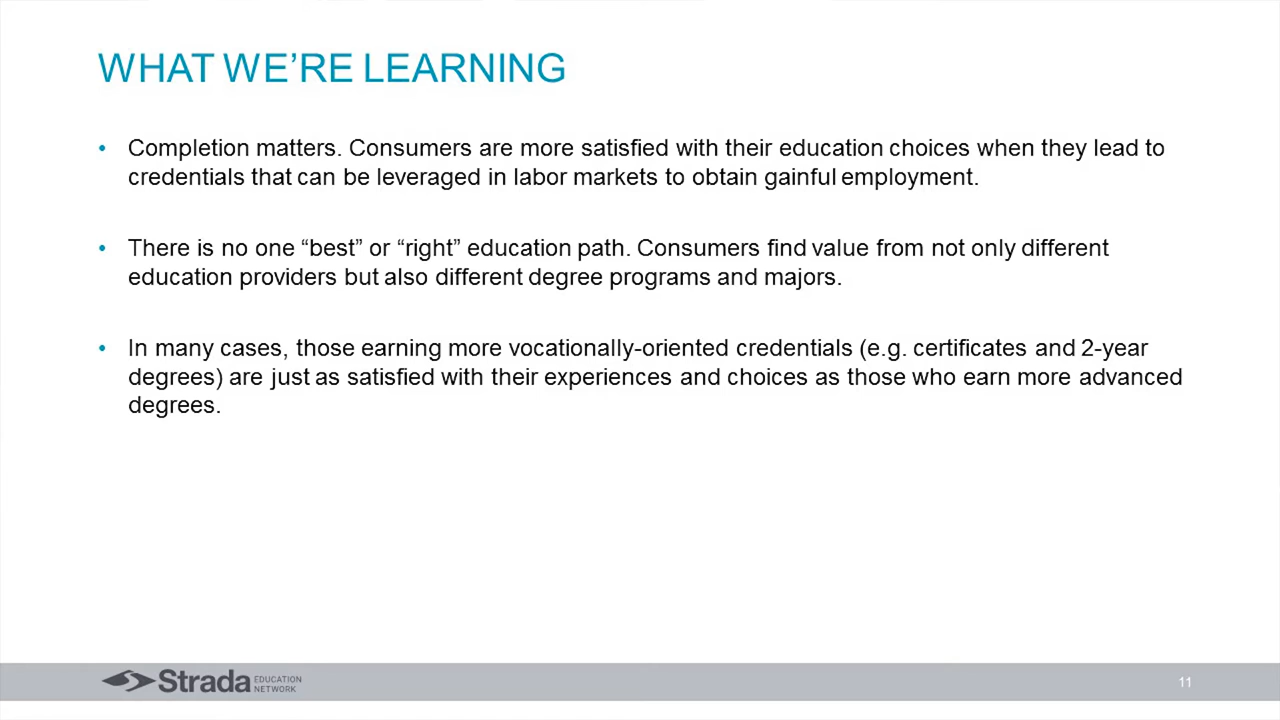 WHAT WE’RE LEARNING
• Completion matters. Consumers are more satisfied with their education choices when they lead to
credentials that can be leveraged in labor markets to obtain gainful employment.
• There is no one “best” or “right” education path. Consumers find value from not only different
education providers but also different degree programs and majors.
• In many cases, those earning more vocationally-oriented credentials (e.g. certificates and 2-year
degrees) are just as satisfied with their experiences and choices as those who earn more advanced
degrees.
Strada EDUCATION
NETWORK
11